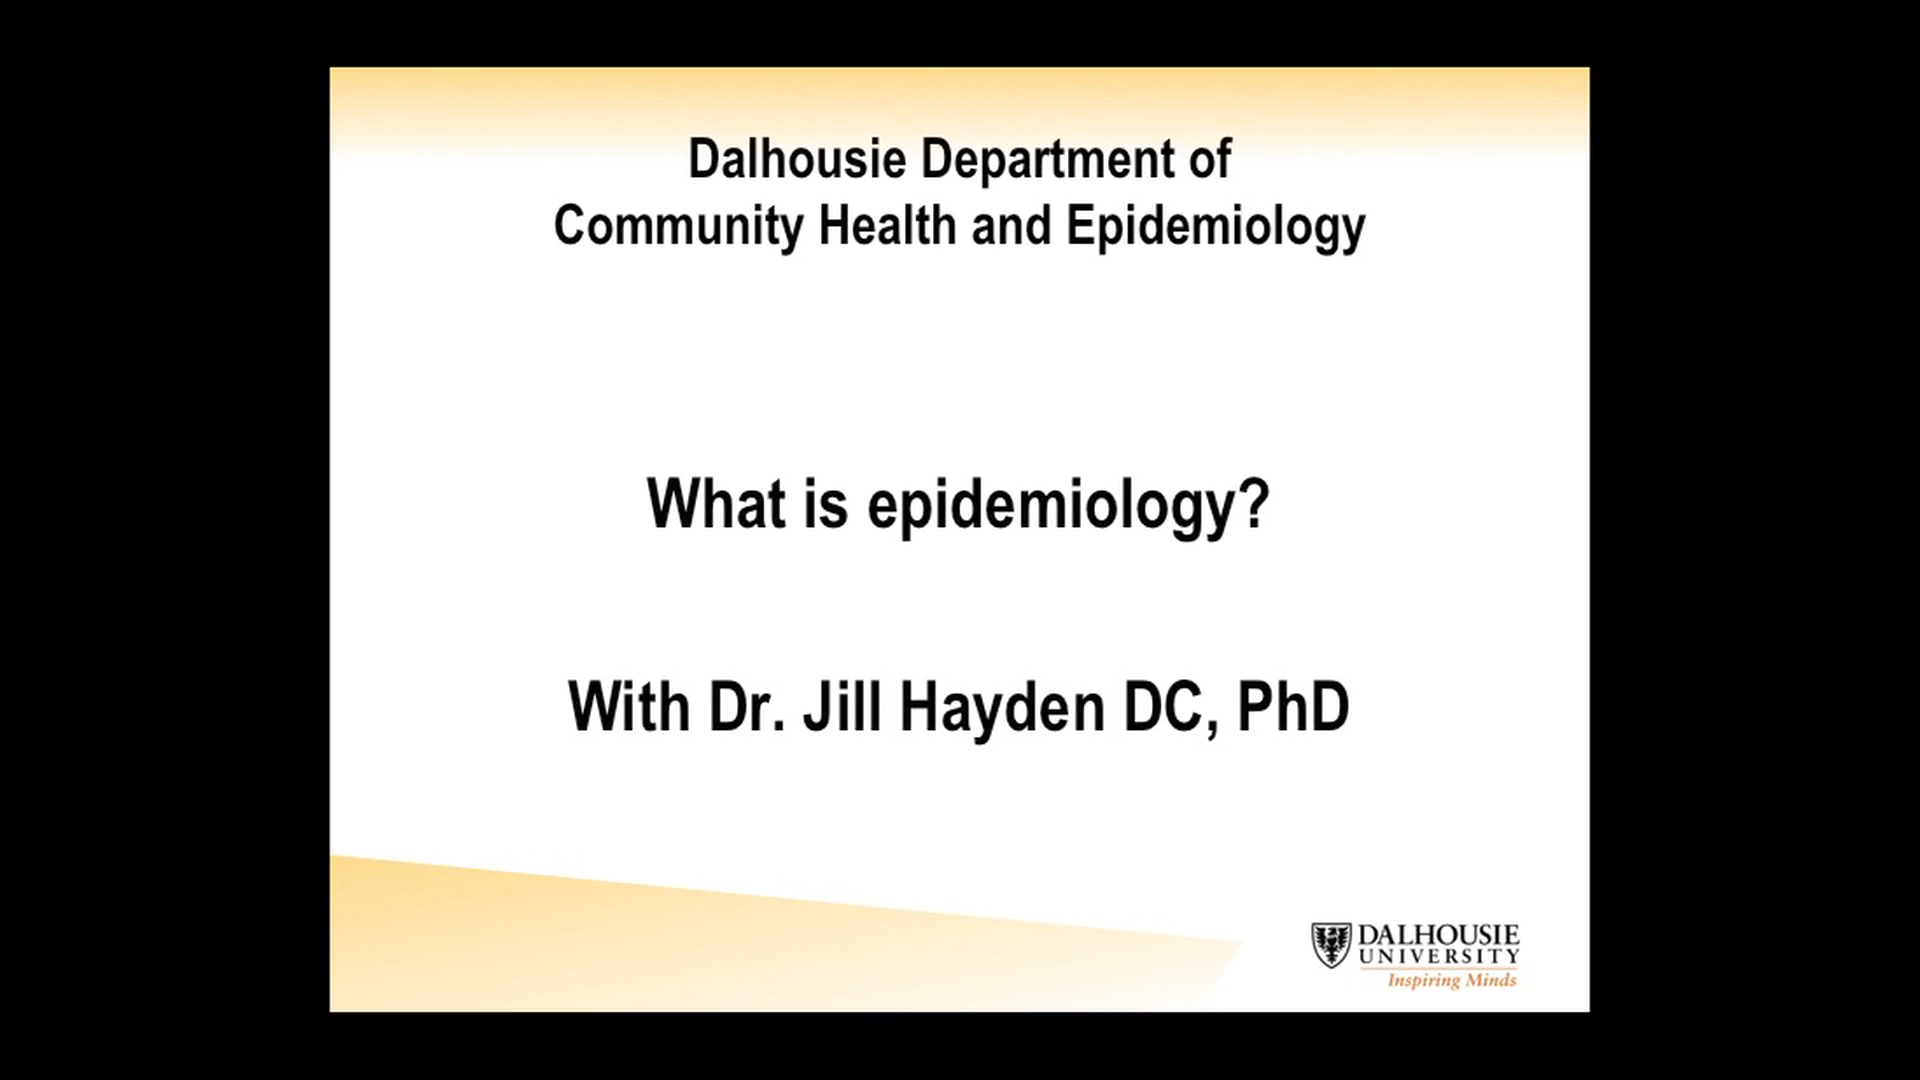 Dalhousie Department of
Community Health and Epidemiology
What is epidemiology?
With Dr. Jill Hayden DC, PhD
DALHOUSIE
UNIVERSITY
Inspiring Minds